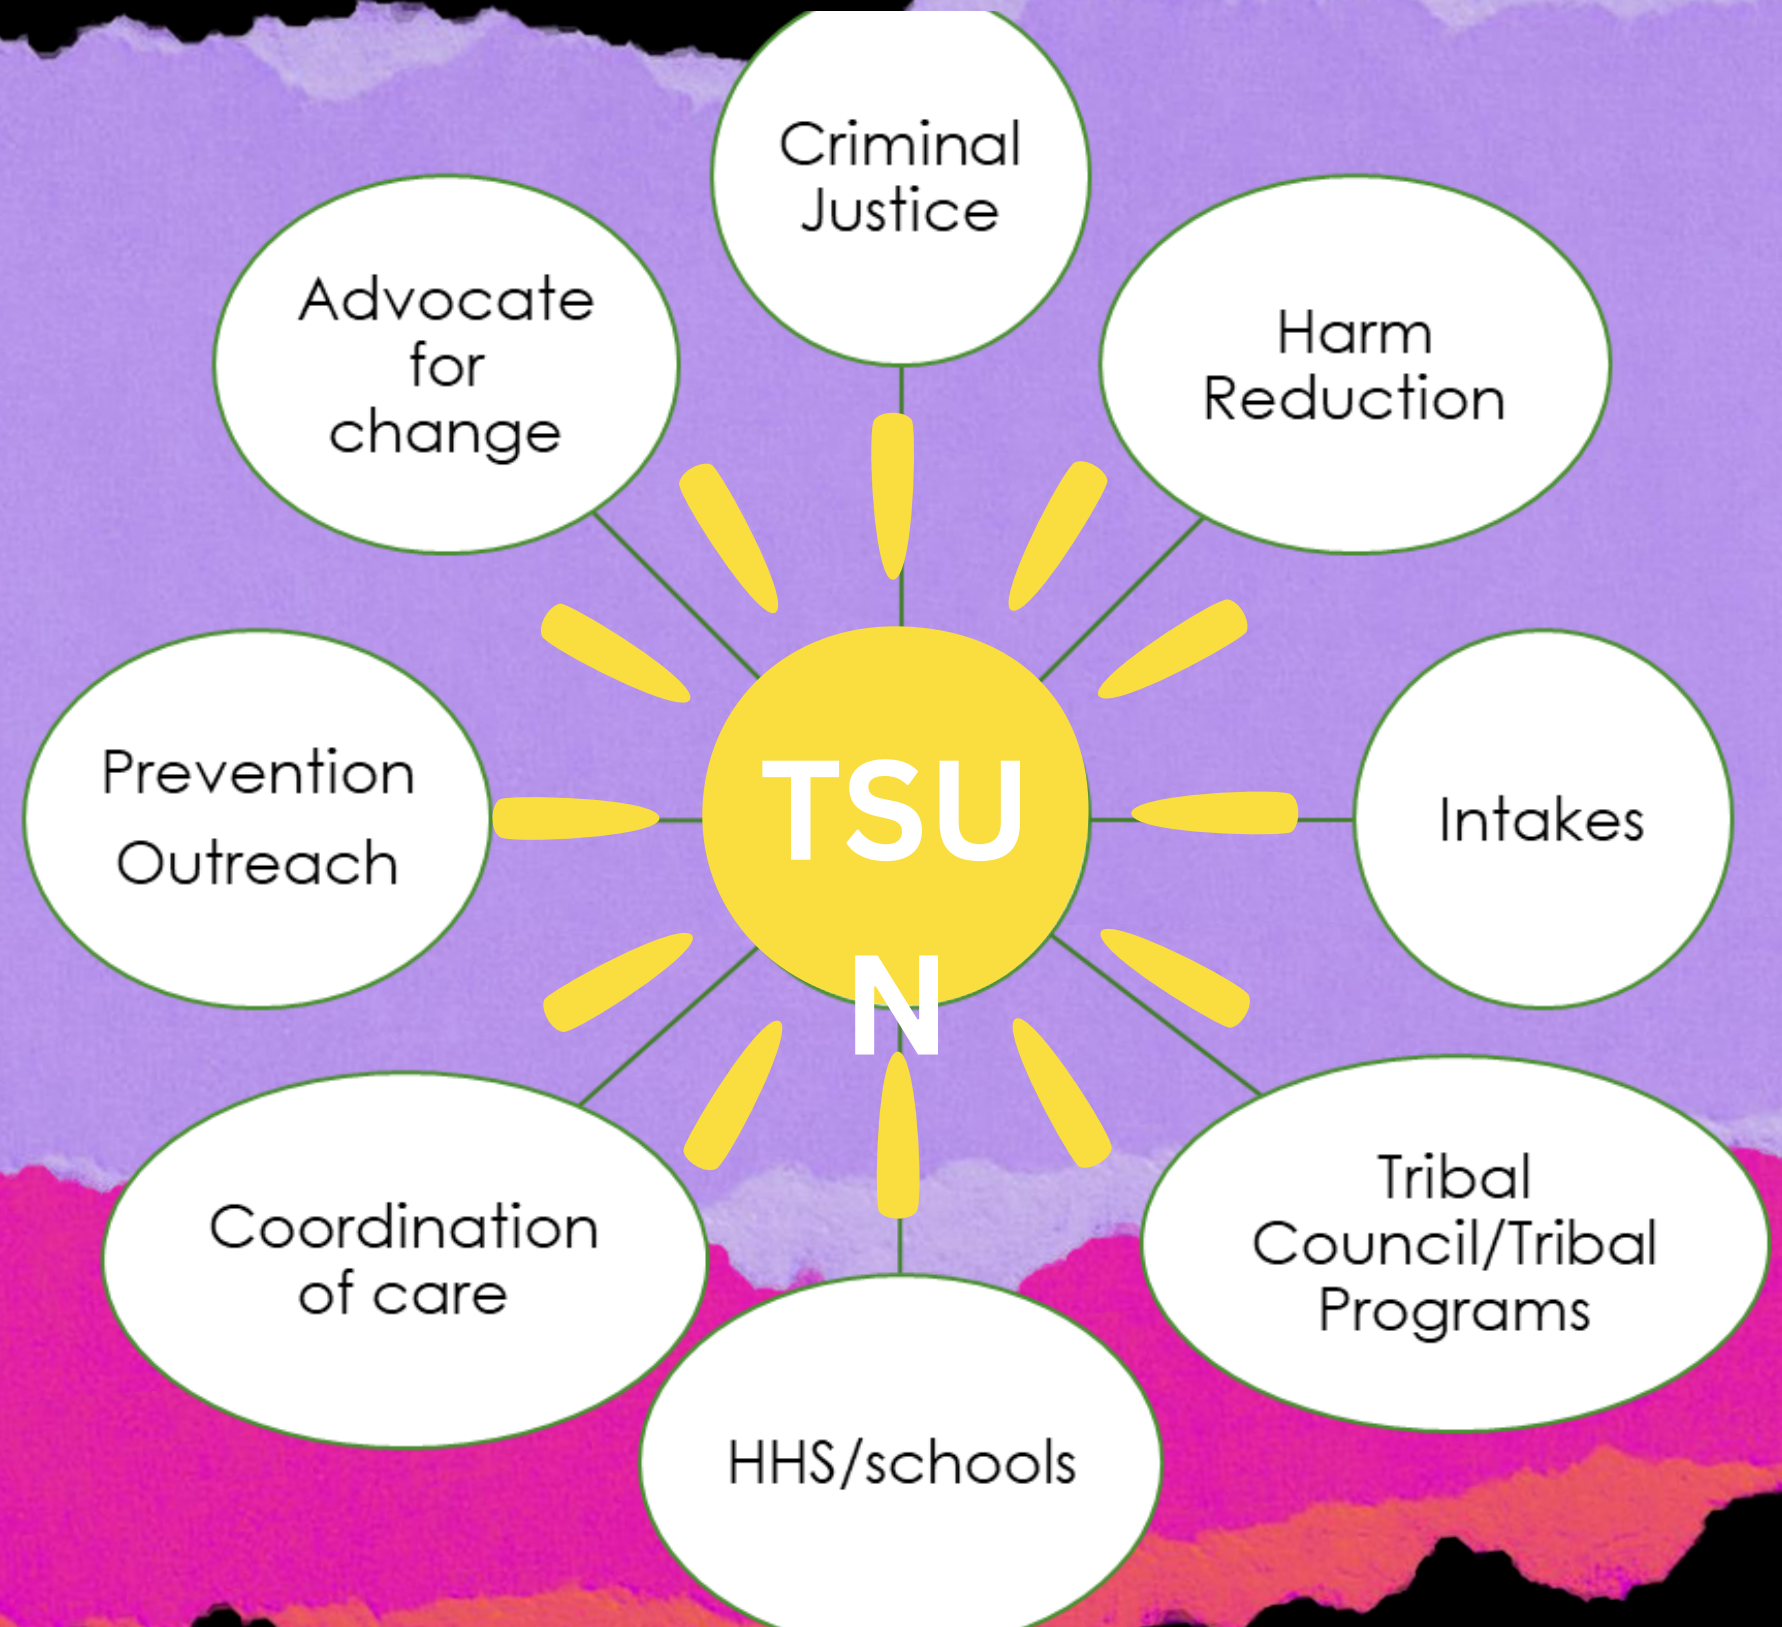 Criminal
Justice
Advocate
for
change
Harm
Reduction
Prevention
Outreach
TSU
N
Intakes
Coordination
of care
Tribal
Council/Tribal
Programs
HHS/schools